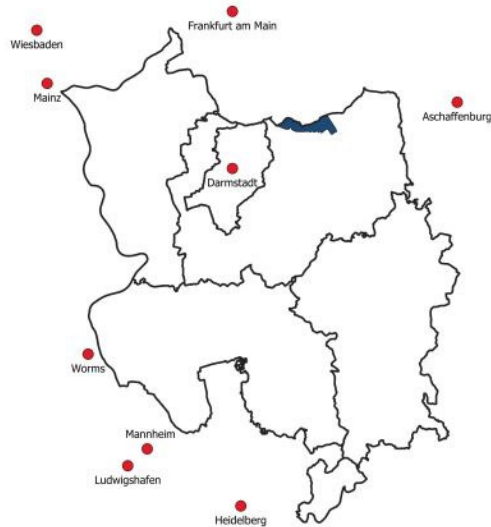 Frankfurt am Main
Wiesbaden
Mainz
Aschaffenburg
Darmstadt
Worms
Mannheim
Ludwigshafen
Heidelberg